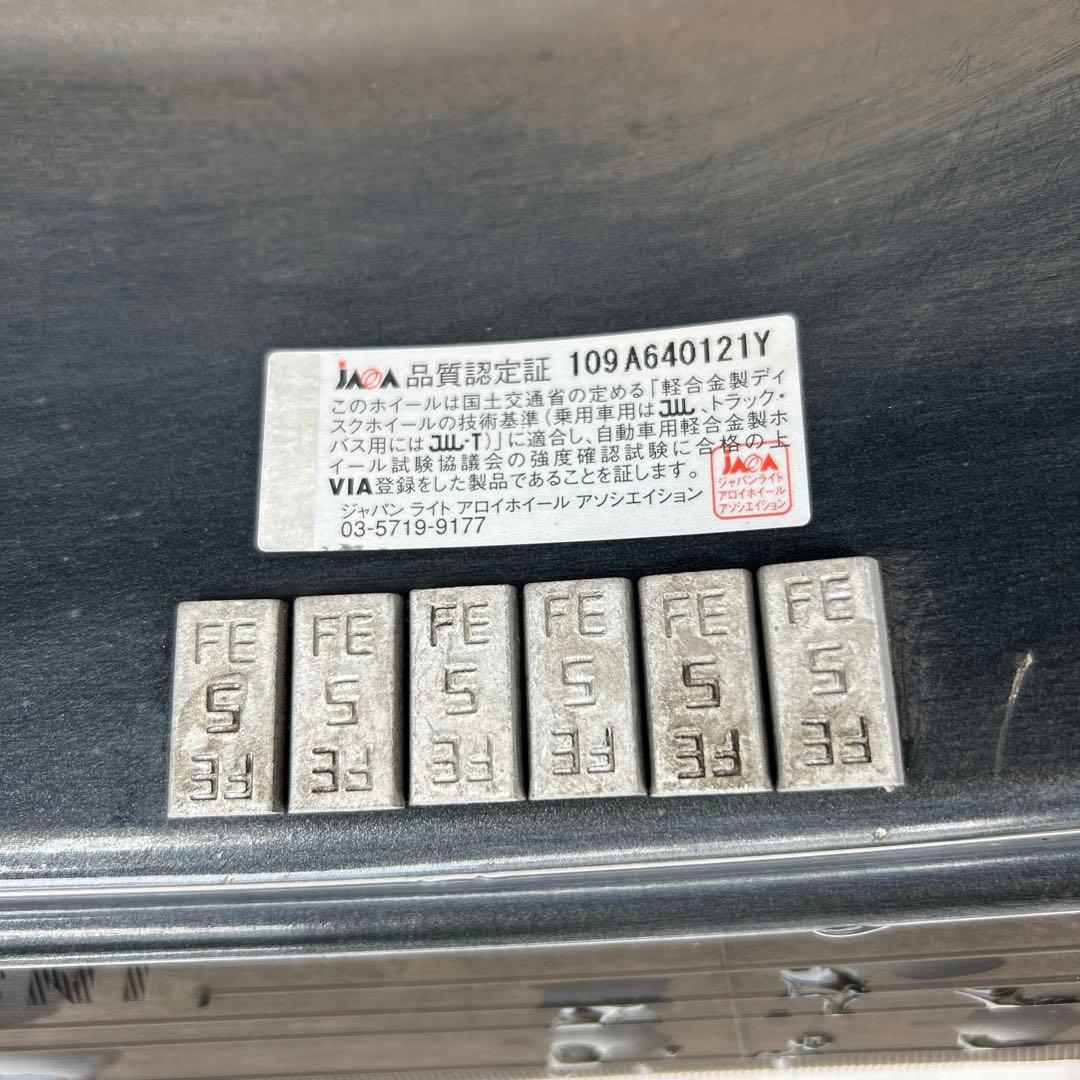 JAWA 品質認定証 109A640121Y
このホイールは国土交通省の定める「軽合金製ディ
スクホイールの技術基準(乗用車用はJWL、トラック・
バス用にはJWL-T)」に適合し、自動車用軽合金製ホ
イール試験協議会の強度確認試験に合格の上
VIA登録をした製品であることを証します。
ジャパン ライト アロイホイール アソシエイション
03-5719-9177
JAWA
ジャパンライト
アロイホイール
アソシエイション
FE FE FE FE FE FE
5 5 5 5 5 5
FE FE FE FE FE FE